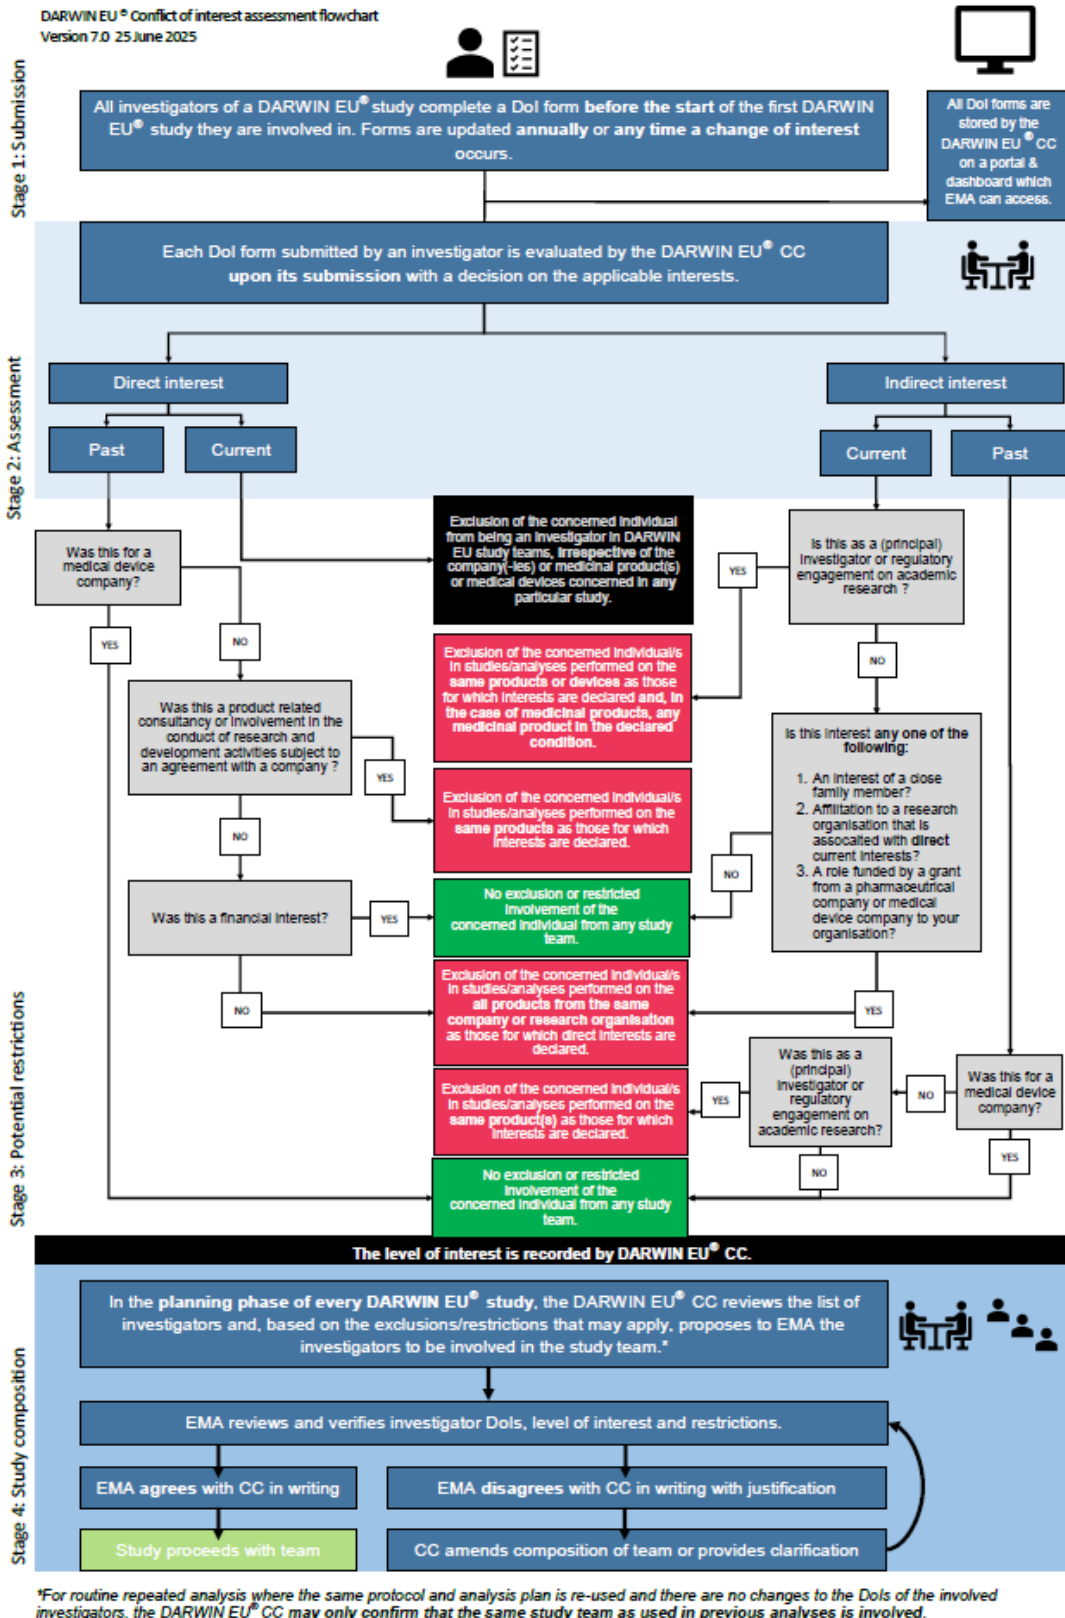 DARWIN EU ® Conflict of interest assessment flowchart
Version 7.0 25 June 2025
Stage 1: Submission
All investigators of a DARWIN EU® study complete a DoI form before the start of the first DARWIN
EU® study they are involved in. Forms are updated annually or any time a change of interest
occurs.
All DoI forms are
stored by the
DARWIN EU ® CC
on a portal &
dashboard which
EMA can access.
Stage 2: Assessment
Each DoI form submitted by an investigator is evaluated by the DARWIN EU® CC
upon its submission with a decision on the applicable interests.
Direct interest
Indirect interest
Past
Current
Current
Past
Stage 3: Potential restrictions
Was this for a
medical device
company?
YES
NO
Was this a product related
consultancy or involvement in the
conduct of research and
development activities subject to
an agreement with a company ?
YES
NO
Was this a financial interest?
YES
NO
Exclusion of the concerned individual
from being an investigator in DARWIN
EU study teams, irrespective of the
company(-ies) or medicinal product(s)
or medical devices concerned in any
particular study.
Exclusion of the concerned individual/s
in studies/analyses performed on the
same products or devices as those
for which interests are declared and, in
the case of medicinal products, any
medicinal product in the declared
condition.
Exclusion of the concerned individual/s
in studies/analyses performed on the
same products as those for which
interests are declared.
No exclusion or restricted
involvement of the
concerned individual from any study
team.
Exclusion of the concerned individual/s
in studies/analyses performed on the
all products from the same
company or research organisation
as those for which direct interests are
declared.
Exclusion of the concerned individual/s
in studies/analyses performed on the
same product(s) as those for which
interests are declared.
No exclusion or restricted
involvement of the
concerned individual from any study
team.
Is this as a (principal)
investigator or regulatory
engagement on academic
research ?
YES
NO
Is this interest any one of the
following:
1. An interest of a close
family member?
2. Affilitation to a research
organisation that is
assocaited with direct
current interests?
3. A role funded by a grant
from a pharmaceutrical
company or medical
device company to your
organisation?
NO
YES
Was this as a
(principal)
investigator or
regulatory
engagement on
academic research?
YES
NO
Was this for a
medical device
company?
NO
YES
The level of interest is recorded by DARWIN EU® CC.
Stage 4: Study composition
In the planning phase of every DARWIN EU® study, the DARWIN EU® CC reviews the list of
investigators and, based on the exclusions/restrictions that may apply, proposes to EMA the
investigators to be involved in the study team.*
EMA reviews and verifies investigator DoIs, level of interest and restrictions.
EMA agrees with CC in writing
EMA disagrees with CC in writing with justification
Study proceeds with team
CC amends composition of team or provides clarification
*For routine repeated analysis where the same protocol and analysis plan is re-used and there are no changes to the DoIs of the involved
investigators, the DARWIN EU® CC may only confirm that the same study team as used in previous analyses is involved.